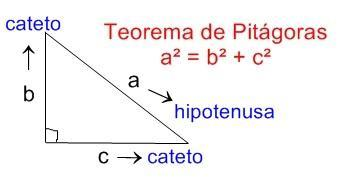 cateto
Teorema de Pitágoras
a² = b² + c²
b
a
hipotenusa
c → cateto